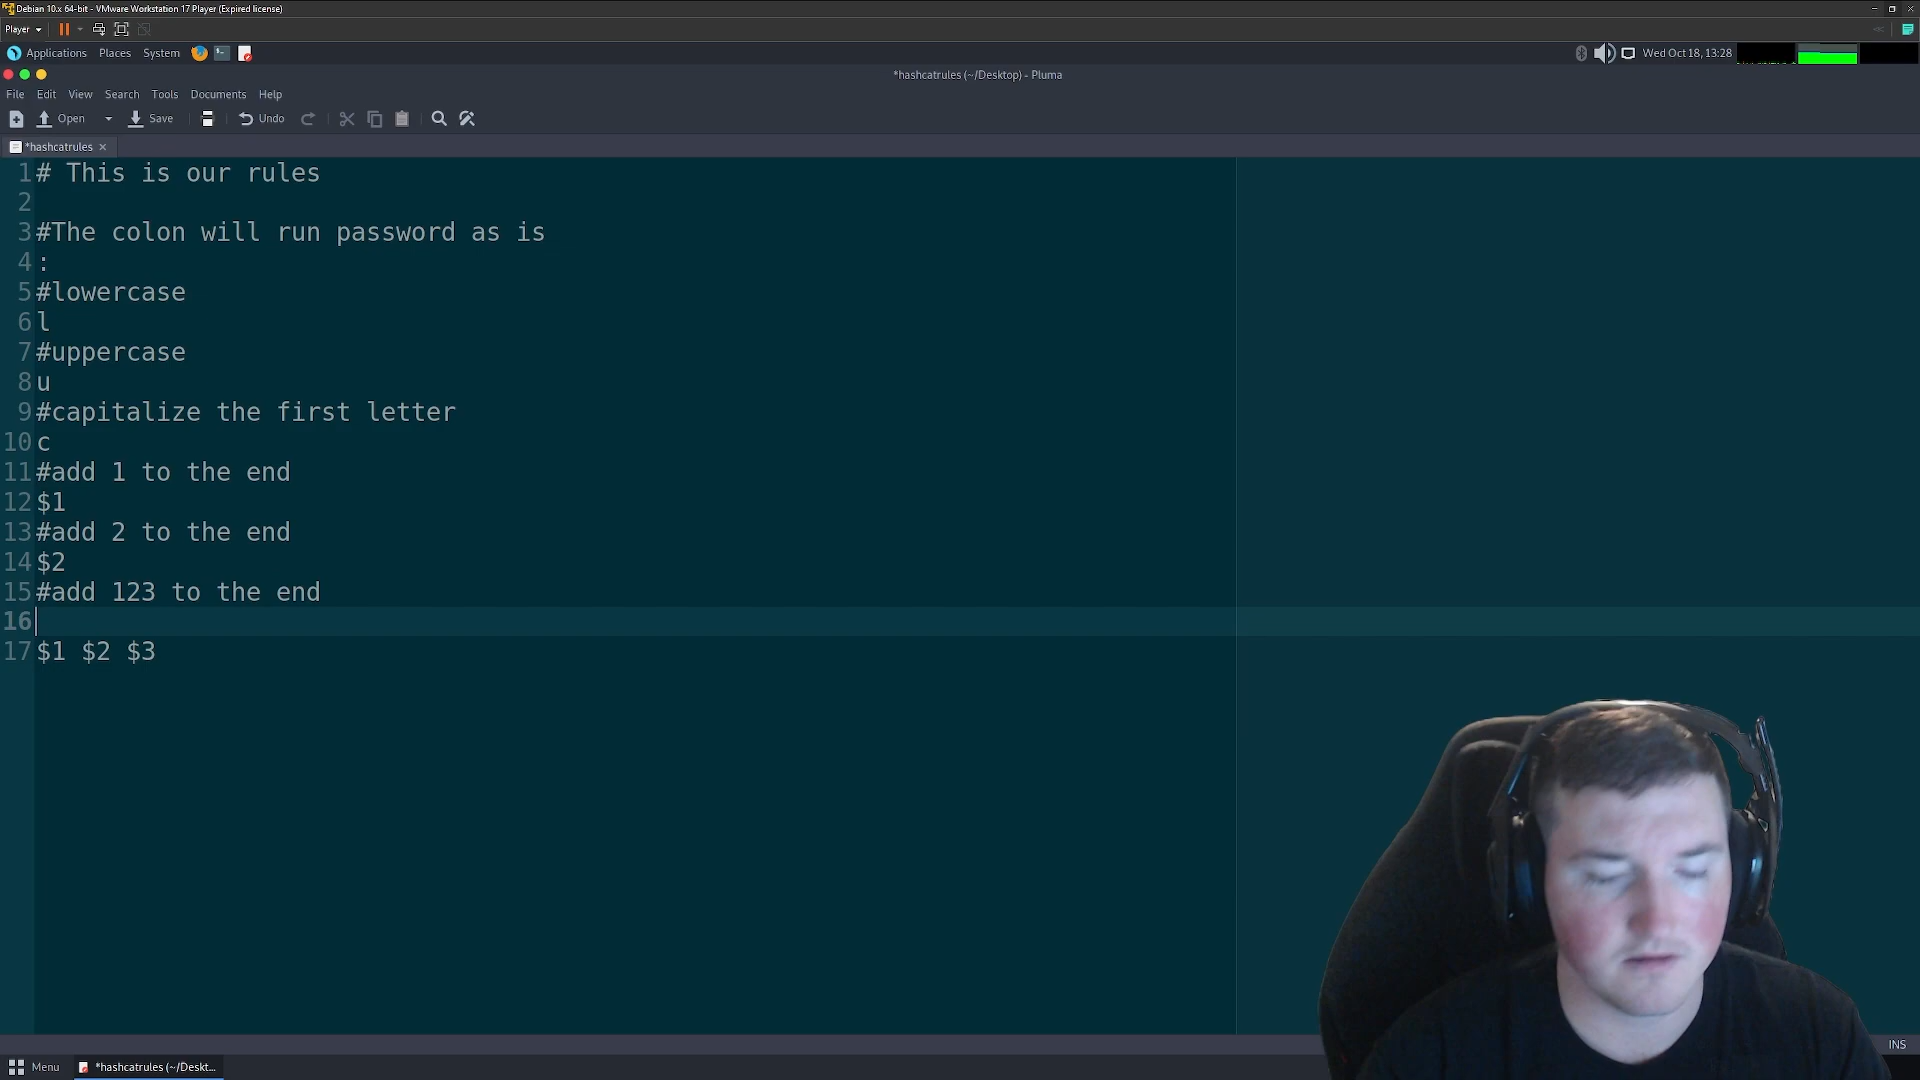 Debian 10.x 64-bit - VMware Workstation 17 Player (Expired license)
Player
Applications Places System
Wed Oct 18, 13:28
*hashcatrules (~/Desktop) - Pluma
File Edit View Search Tools Documents Help
Open Save Undo
*hashcatrules
1 # This is our rules
2
3 #The colon will run password as is
4 :
5 #lowercase
6 l
7 #uppercase
8 u
9 #capitalize the first letter
10 c
11 #add 1 to the end
12 $1
13 #add 2 to the end
14 $2
15 #add 123 to the end
16
17 $1 $2 $3
INS
Menu *hashcatrules (~/Deskt...